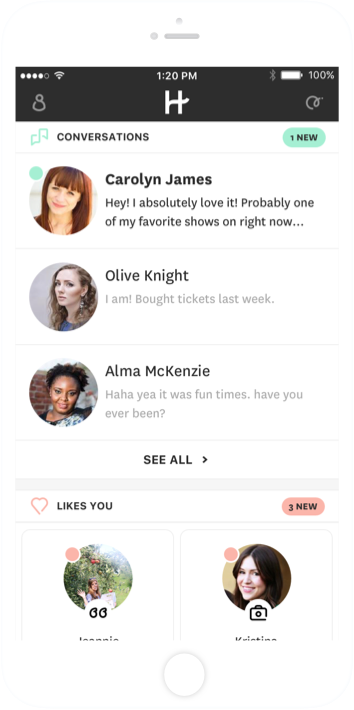 1:20 PM
100%
H
CONVERSATIONS
1 NEW
Carolyn James
Hey! I absolutely love it! Probably one
of my favorite shows on right now...
Olive Knight
I am! Bought tickets last week.
Alma McKenzie
Haha yea it was fun times. have you
ever been?
SEE ALL >
LIKES YOU
3 NEW
Jeannie
Kristine